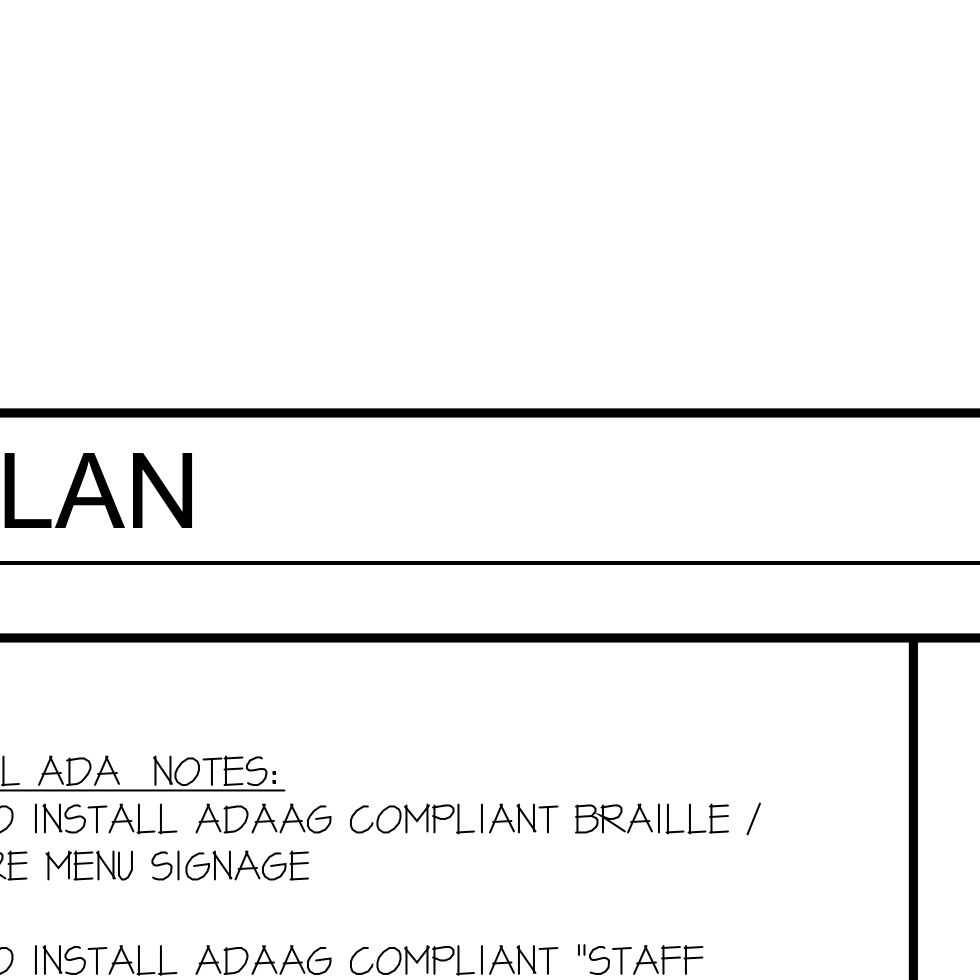 LAN
L ADA NOTES:
O INSTALL ADAAG COMPLIANT BRAILLE /
RE MENU SIGNAGE
O INSTALL ADAAG COMPLIANT "STAFF